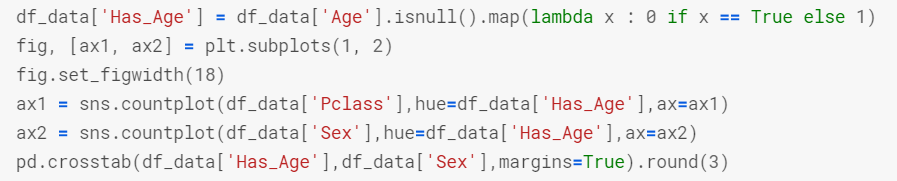 df_data['Has_Age'] = df_data['Age'].isnull().map(lambda x : 0 if x == True else 1)
fig, [ax1, ax2] = plt.subplots(1, 2)
fig.set_figwidth(18)
ax1 = sns.countplot(df_data['Pclass'],hue=df_data['Has_Age'],ax=ax1)
ax2 = sns.countplot(df_data['Sex'],hue=df_data['Has_Age'],ax=ax2)
pd.crosstab(df_data['Has_Age'],df_data['Sex'],margins=True).round(3)